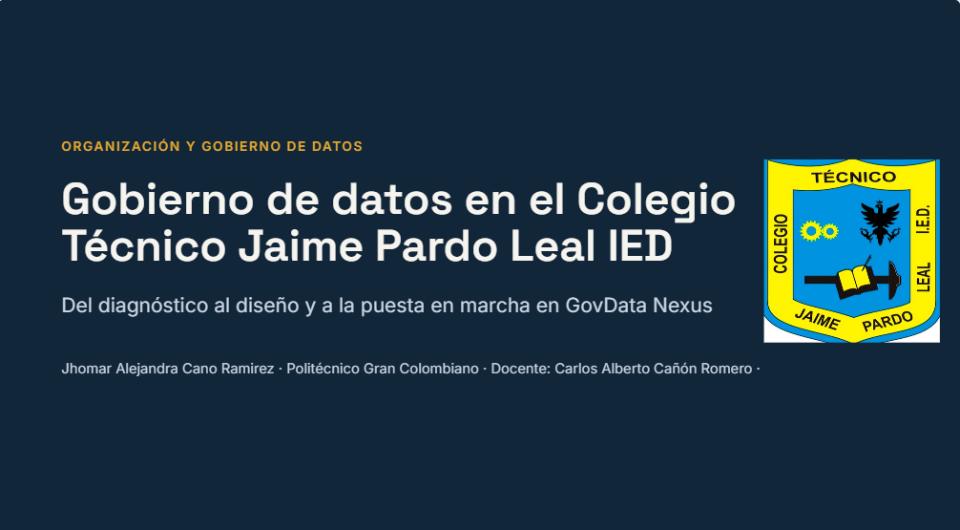 ORGANIZACIÓN Y GOBIERNO DE DATOS
Gobierno de datos en el Colegio
Técnico Jaime Pardo Leal IED
Del diagnóstico al diseño y a la puesta en marcha en GovData Nexus
Jhomar Alejandra Cano Ramirez · Politécnico Gran Colombiano · Docente: Carlos Alberto Cañón Romero ·
COLEGIO
TÉCNICO
JAIME
PARDO
LEAL
I.E.D.